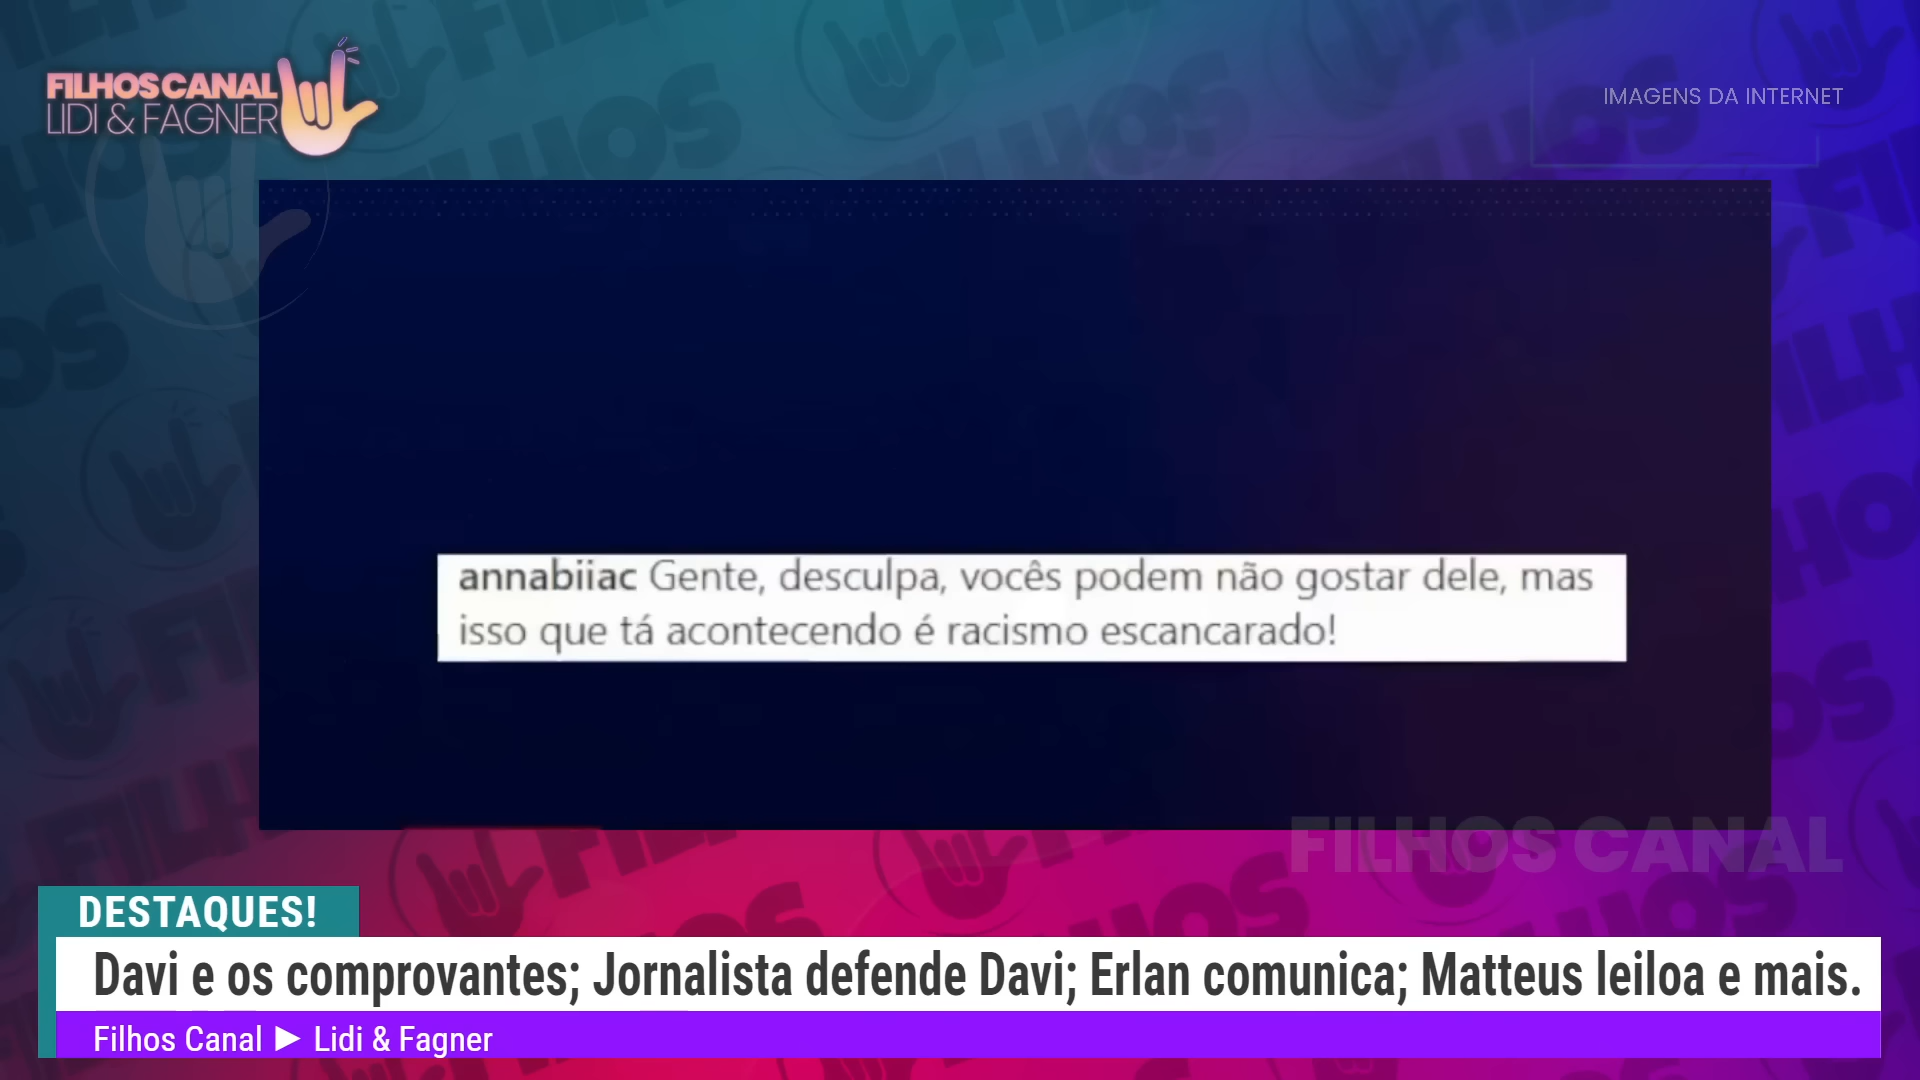 FILHOS CANAL
LIDI & FAGNER
IMAGENS DA INTERNET
annabiiac Gente, desculpa, vocês podem não gostar dele, mas
isso que tá acontecendo é racismo escancarado!
FILHOS CANAL
DESTAQUES!
Davi e os comprovantes; Jornalista defende Davi; Erlan comunica; Matteus leiloa e mais.
Filhos Canal ► Lidi & Fagner